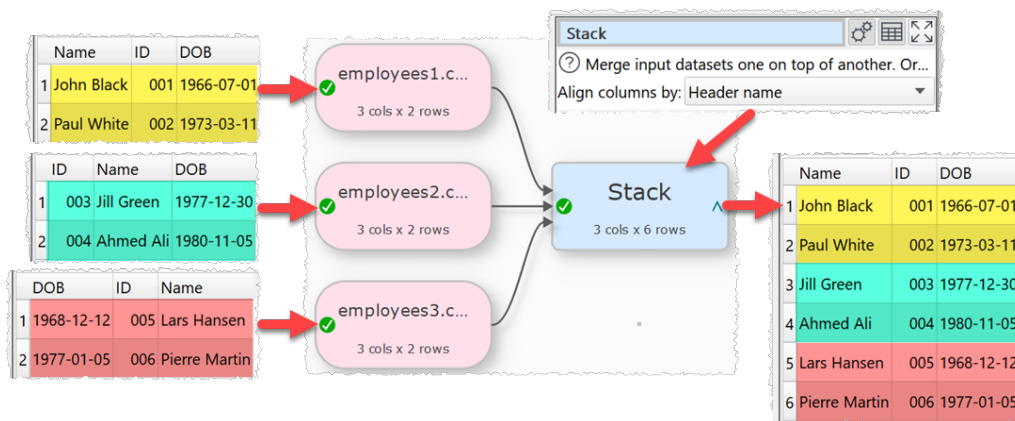 Name ID DOB
1 John Black 001 1966-07-01
2 Paul White 002 1973-03-11
ID Name DOB
1 003 Jill Green 1977-12-30
2 004 Ahmed Ali 1980-11-05
DOB ID Name
1 1968-12-12 005 Lars Hansen
2 1977-01-05 006 Pierre Martin
employees1.c...
3 cols x 2 rows
employees2.c...
3 cols x 2 rows
employees3.c...
3 cols x 2 rows
Stack
? Merge input datasets one on top of another. Or...
Align columns by: Header name
Stack
3 cols x 6 rows
Name ID DOB
1 John Black 001 1966-07-01
2 Paul White 002 1973-03-11
3 Jill Green 003 1977-12-30
4 Ahmed Ali 004 1980-11-05
5 Lars Hansen 005 1968-12-12
6 Pierre Martin 006 1977-01-05